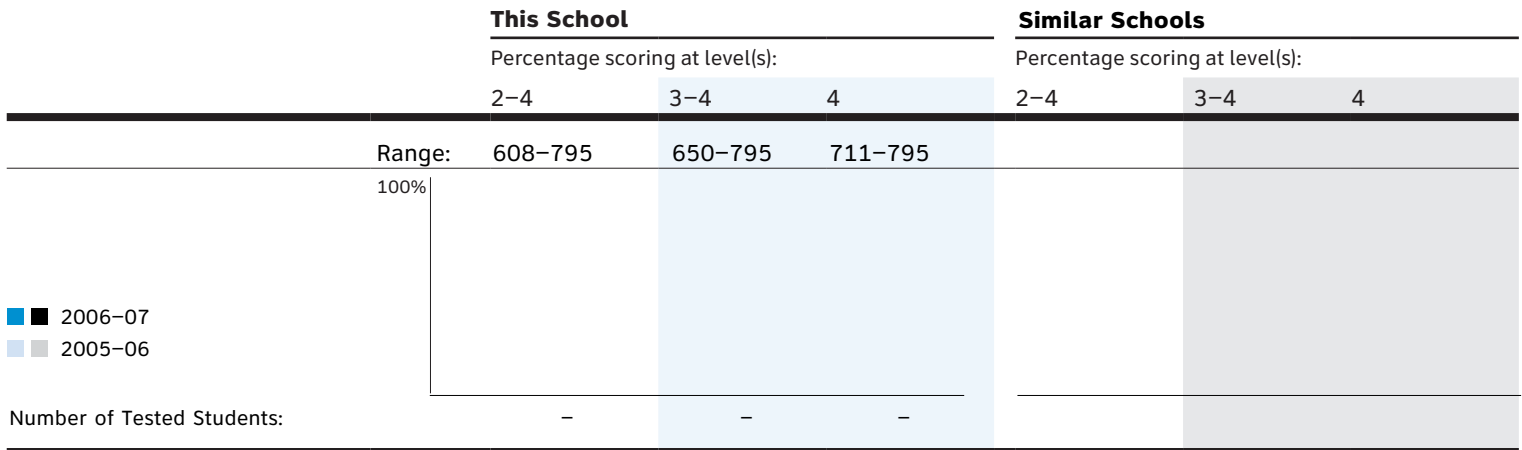 This School Similar Schools
Percentage scoring at level(s): Percentage scoring at level(s):
2–4 3–4 4 2–4 3–4 4
Range: 608–795 650–795 711–795
100%
2006–07
2005–06
Number of Tested Students: – – –